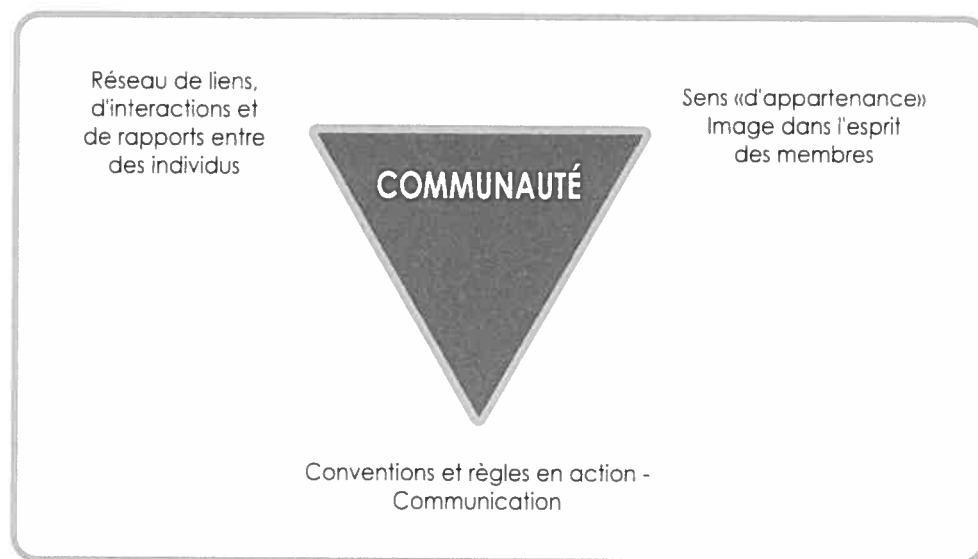 Réseau de liens,
d'interactions et
de rapports entre
des individus
Sens «d'appartenance»
Image dans l'esprit
des membres
COMMUNAUTÉ
Conventions et règles en action -
Communication